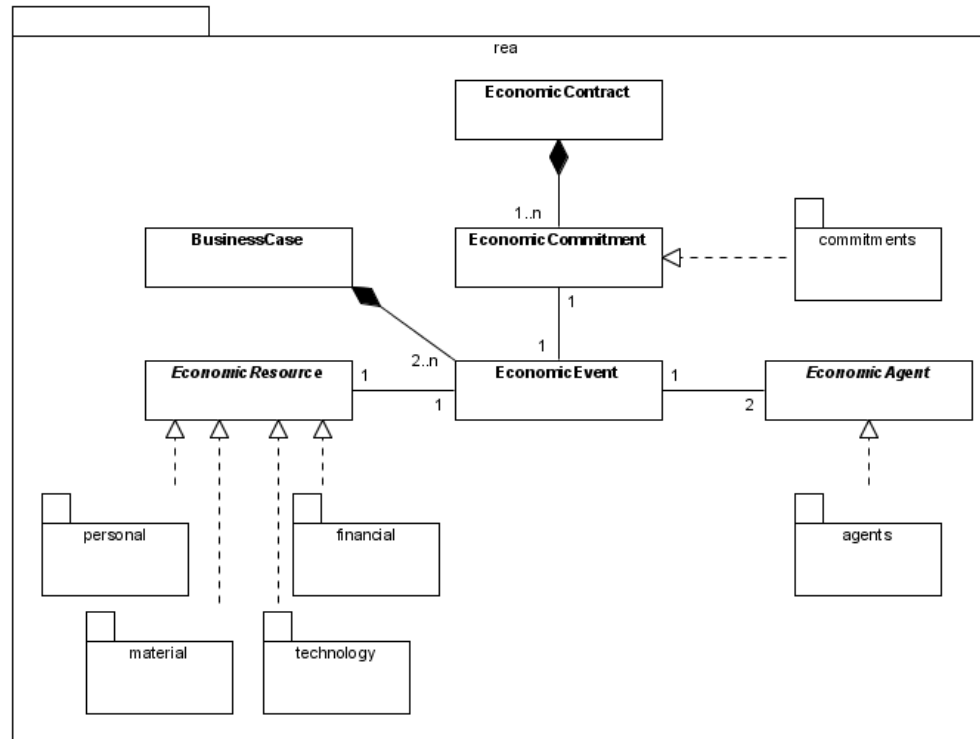 rea
EconomicContract
1..n
BusinessCase
EconomicCommitment
commitments
1
2..n
1
EconomicResource
1
1
EconomicEvent
1
2
EconomicAgent
personal
financial
agents
material
technology